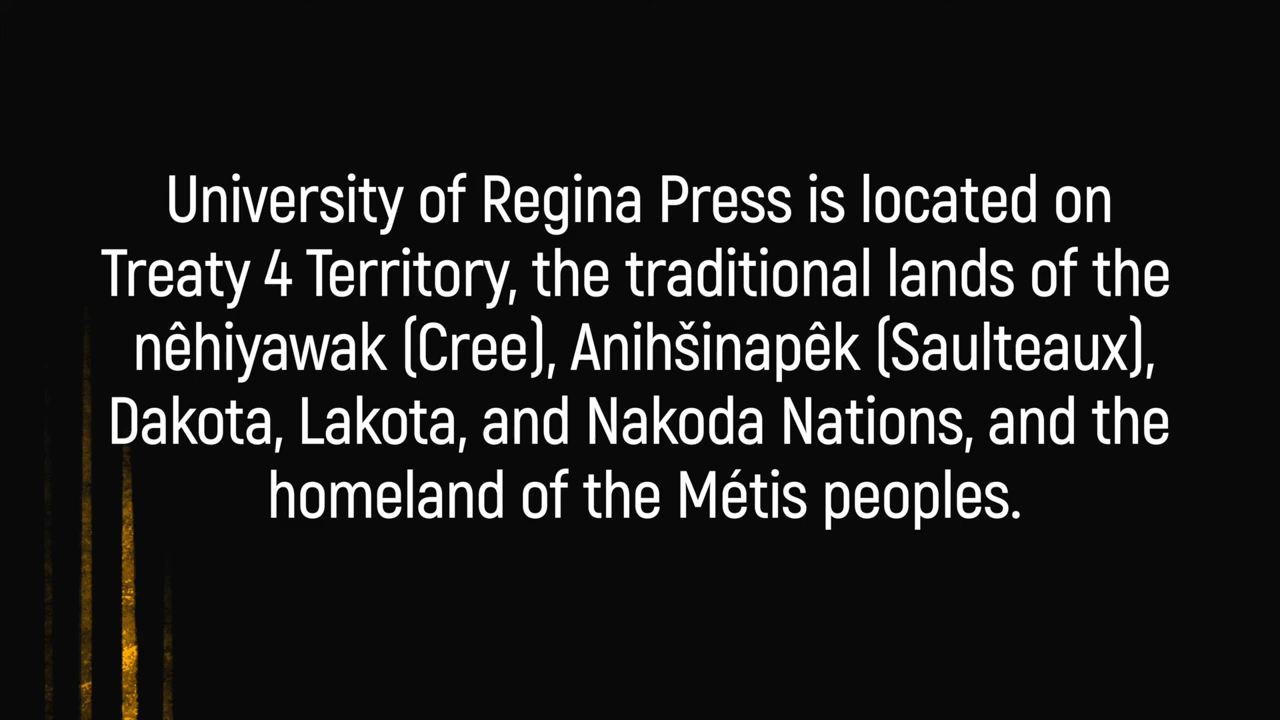 University of Regina Press is located on
Treaty 4 Territory, the traditional lands of the
nêhiyawak (Cree), Anihšinapêk (Saulteaux),
Dakota, Lakota, and Nakoda Nations, and the
homeland of the Métis peoples.